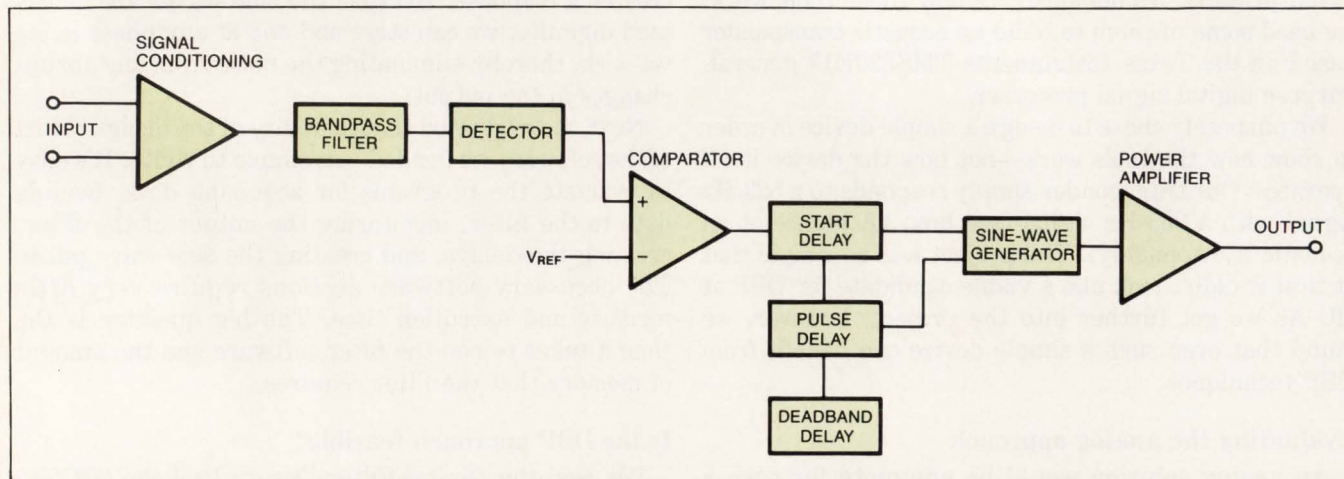 SIGNAL
CONDITIONING
INPUT
BANDPASS
FILTER
DETECTOR
COMPARATOR
+
VREF
START
DELAY
PULSE
DELAY
DEADBAND
DELAY
SINE-WAVE
GENERATOR
POWER
AMPLIFIER
OUTPUT